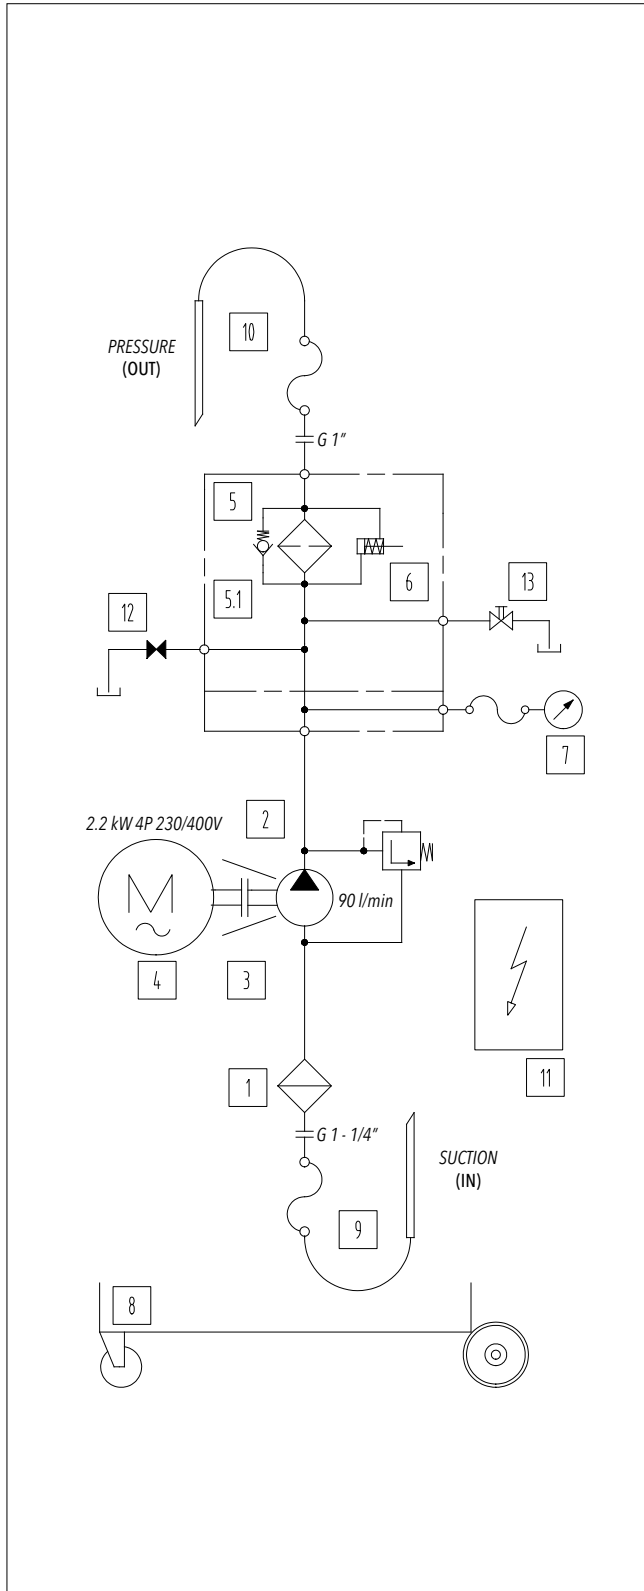 10
PRESSURE
(OUT)
G 1"
5
5.1
6
13
12
7
2
2.2 kW 4P 230/400V
M
90 l/min
4
3
11
1
G 1 - 1/4"
SUCTION
(IN)
9
8